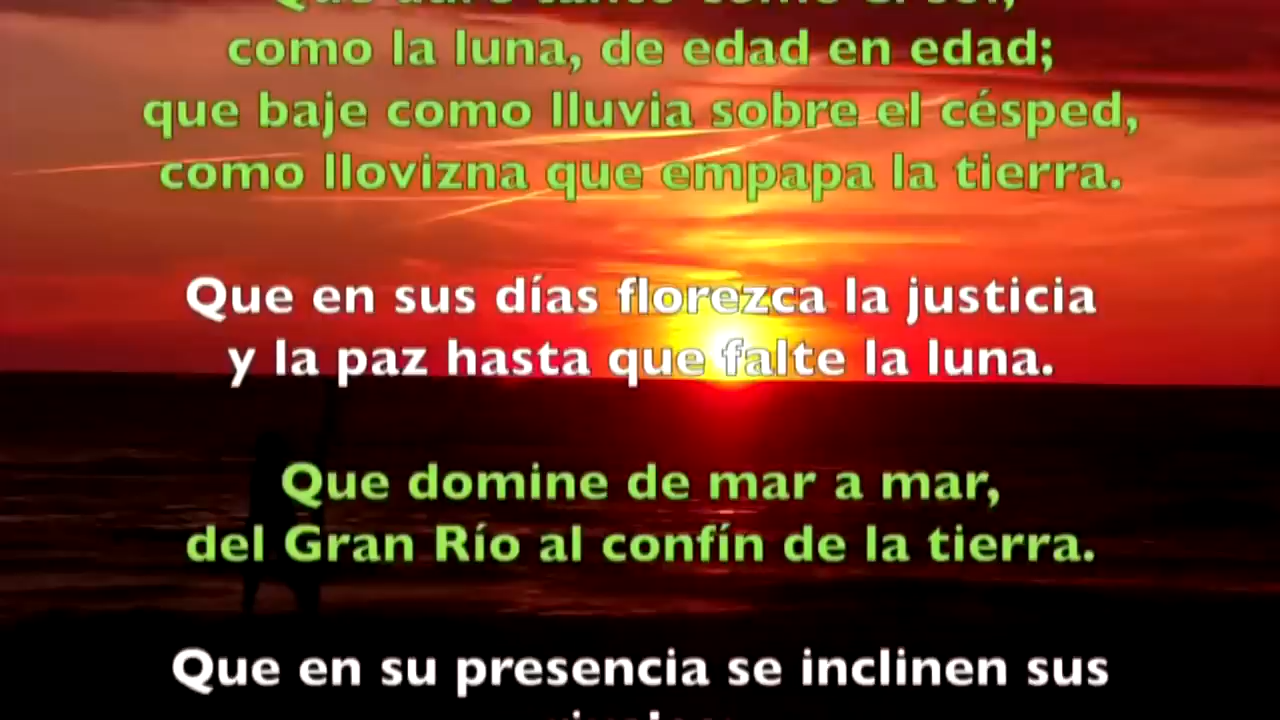 como la luna, de edad en edad;
que baje como lluvia sobre el césped,
como llovizna que empapa la tierra.
Que en sus días florezca la justicia
y la paz hasta que falte la luna.
Que domine de mar a mar,
del Gran Río al confín de la tierra.
Que en su presencia se inclinen sus